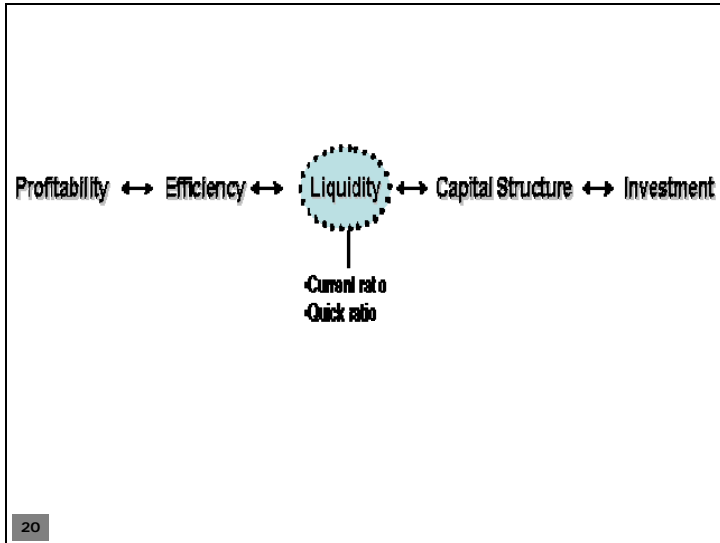 Profitability ↔ Efficiency ↔ Liquidity ↔ Capital Structure ↔ Investment
•Current ratio
•Quick ratio
20